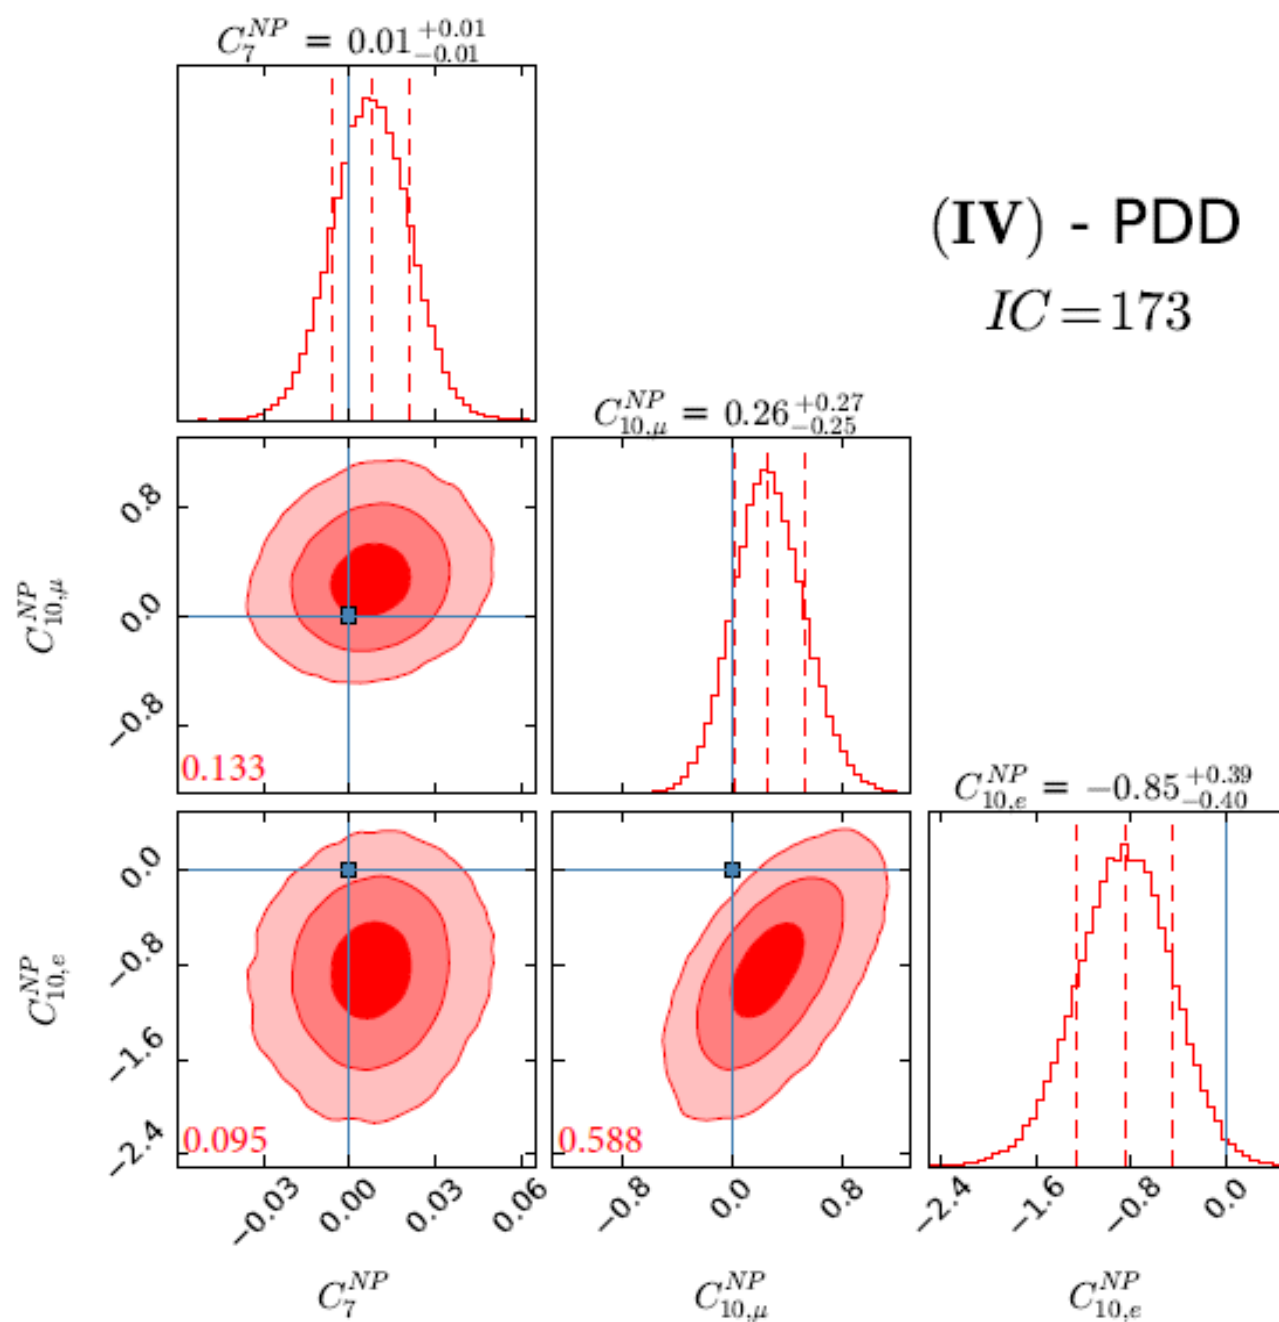 C_7^{NP} = 0.01^{+0.01}_{-0.01}
(IV) - PDD
IC = 173
C_{10,μ}^{NP} = 0.26^{+0.27}_{-0.25}
C_{10,μ}^{NP}
0.8
0.0
−0.8
0.133
C_{10,e}^{NP} = −0.85^{+0.39}_{-0.40}
C_{10,e}^{NP}
0.0
−0.8
−1.6
−2.4
0.095
0.588
−0.03 0.00 0.03 0.06
−0.8 0.0 0.8
−2.4 −1.6 −0.8 0.0
C_7^{NP}
C_{10,μ}^{NP}
C_{10,e}^{NP}